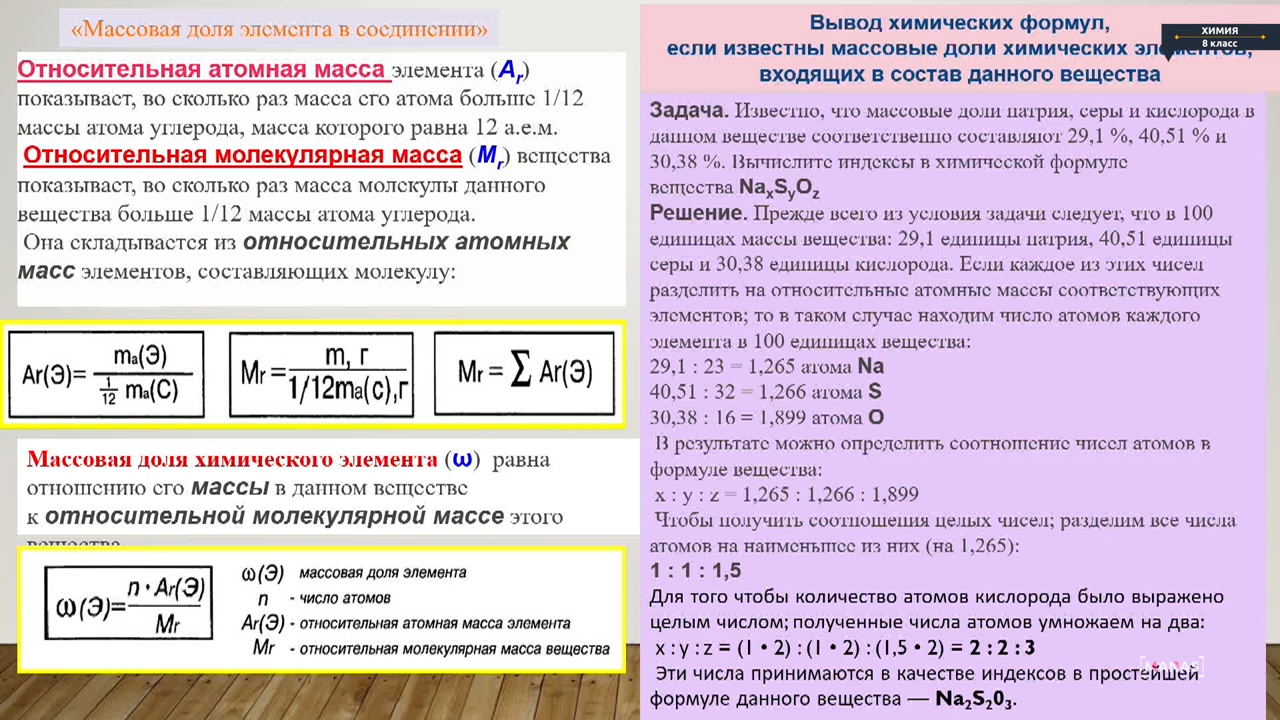 «Массовая доля элемента в соединении»
Относительная атомная масса элемента (Ar)
показывает, во сколько раз масса его атома больше 1/12
массы атома углерода, масса которого равна 12 а.е.м.
Относительная молекулярная масса (Mr) вещества
показывает, во сколько раз масса молекулы данного
вещества больше 1/12 массы атома углерода.
Она складывается из относительных атомных
масс элементов, составляющих молекулу:
Ar(Э)= ma(Э) / 1/12 ma(C)
Mr = m, г / 1/12ma(c),г
Mr = ∑ Ar(Э)
Массовая доля химического элемента (ω) равна
отношению его массы в данном веществе
к относительной молекулярной массе этого
вещества
ω(Э)= n · Ar(Э) / Mr
ω(Э) массовая доля элемента
n - число атомов
Ar(Э) - относительная атомная масса элемента
Mr - относительная молекулярная масса вещества
Вывод химических формул,
если известны массовые доли химических элементов,
входящих в состав данного вещества
ХИМИЯ
8 класс
Задача. Известно, что массовые доли натрия, серы и кислорода в
данном веществе соответственно составляют 29,1 %, 40,51 % и
30,38 %. Вычислите индексы в химической формуле
вещества NaxSyOz
Решение. Прежде всего из условия задачи следует, что в 100
единицах массы вещества: 29,1 единицы натрия, 40,51 единицы
серы и 30,38 единицы кислорода. Если каждое из этих чисел
разделить на относительные атомные массы соответствующих
элементов; то в таком случае находим число атомов каждого
элемента в 100 единицах вещества:
29,1 : 23 = 1,265 атома Na
40,51 : 32 = 1,266 атома S
30,38 : 16 = 1,899 атома O
В результате можно определить соотношение чисел атомов в
формуле вещества:
x : y : z = 1,265 : 1,266 : 1,899
Чтобы получить соотношения целых чисел; разделим все числа
атомов на наименьшее из них (на 1,265):
1 : 1 : 1,5
Для того чтобы количество атомов кислорода было выражено
целым числом; полученные числа атомов умножаем на два:
x : y : z = (1 • 2) : (1 • 2) : (1,5 • 2) = 2 : 2 : 3
Эти числа принимаются в качестве индексов в простейшей
формуле данного вещества — Na₂S₂0₃.
NANAS